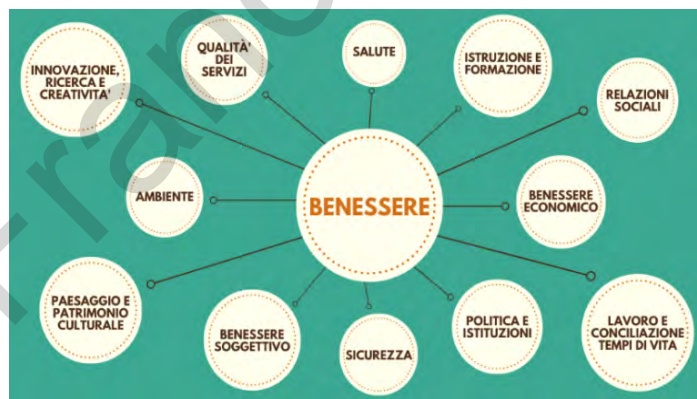 INNOVAZIONE,
RICERCA E
CREATIVITA'
QUALITÀ'
DEI
SERVIZI
SALUTE
ISTRUZIONE E
FORMAZIONE
RELAZIONI
SOCIALI
AMBIENTE
BENESSERE
BENESSERE
ECONOMICO
PAESAGGIO E
PATRIMONIO
CULTURALE
BENESSERE
SOGGETTIVO
SICUREZZA
POLITICA E
ISTITUZIONI
LAVORO E
CONCILIAZIONE
TEMPI DI VITA